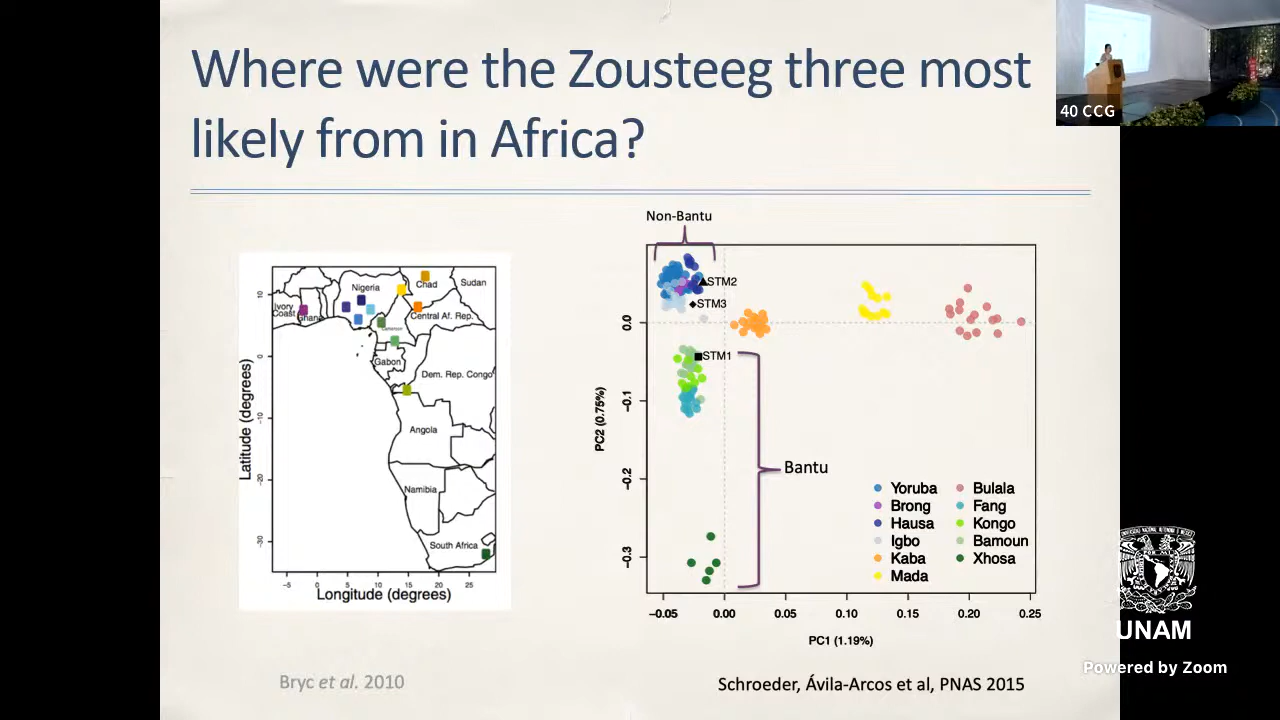 Where were the Zousteeg three most
likely from in Africa?
40 CCG
Nigeria
Chad
Sudan
Ivory
Coast
Ghana
Central Af. Rep.
Cameroon
Gabon
Dem. Rep. Congo
Angola
Namibia
South Africa
10
0
-10
-20
-30
-5 0 5 10 15 20 25
Latitude (degrees)
Longitude (degrees)
Bryc et al. 2010
Non-Bantu
STM2
STM3
STM1
Bantu
0.0
-0.1
-0.2
-0.3
PC2 (0.75%)
Yoruba
Brong
Hausa
Igbo
Kaba
Mada
Bulala
Fang
Kongo
Bamoun
Xhosa
-0.05 0.00 0.05 0.10 0.15 0.20 0.25
PC1 (1.19%)
Schroeder, Ávila-Arcos et al, PNAS 2015
UNAM
Powered by Zoom